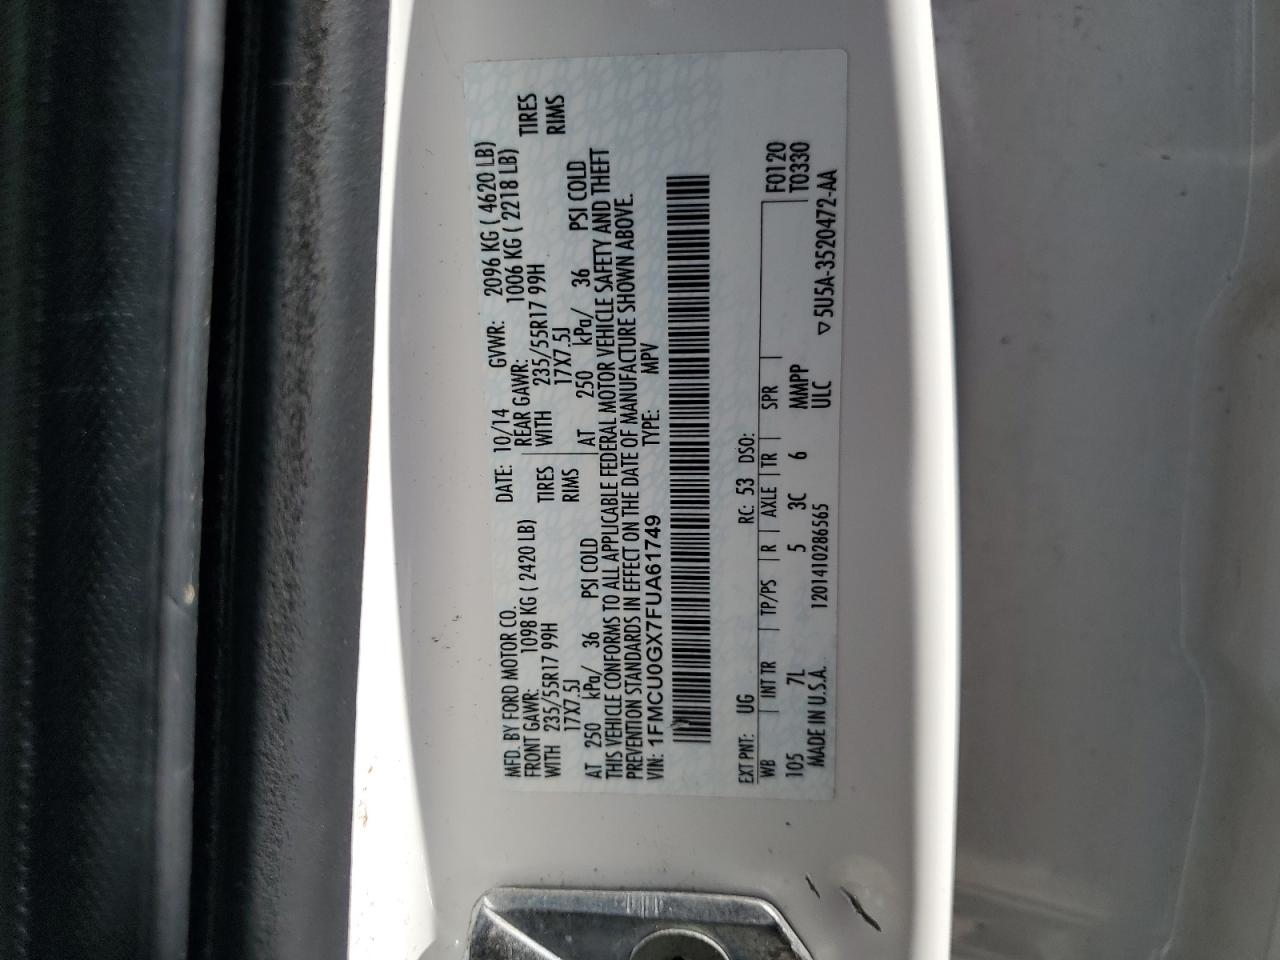 MFD. BY FORD MOTOR CO.
DATE: 10/14 GVWR: 2096 KG ( 4620 LB)
FRONT GAWR: 1098 KG ( 2420 LB) REAR GAWR: 1006 KG ( 2218 LB)
WITH 235/55R17 99H TIRES WITH 235/55R17 99H TIRES
17X7.5J RIMS 17X7.5J RIMS
AT 250 kPa/ 36 PSI COLD AT 250 kPa/ 36 PSI COLD
THIS VEHICLE CONFORMS TO ALL APPLICABLE FEDERAL MOTOR VEHICLE SAFETY AND THEFT
PREVENTION STANDARDS IN EFFECT ON THE DATE OF MANUFACTURE SHOWN ABOVE.
VIN: 1FMCU0GX7FUA61749 TYPE: MPV
EXT PNT: UG RC: 53 DSO: F0120
WB INT TR TP/PS R AXLE TR SPR T0330
105 7L 5 3C 6 MMPP
MADE IN U.S.A. 1201410286565 ULC ▽5U5A-3520472-AA